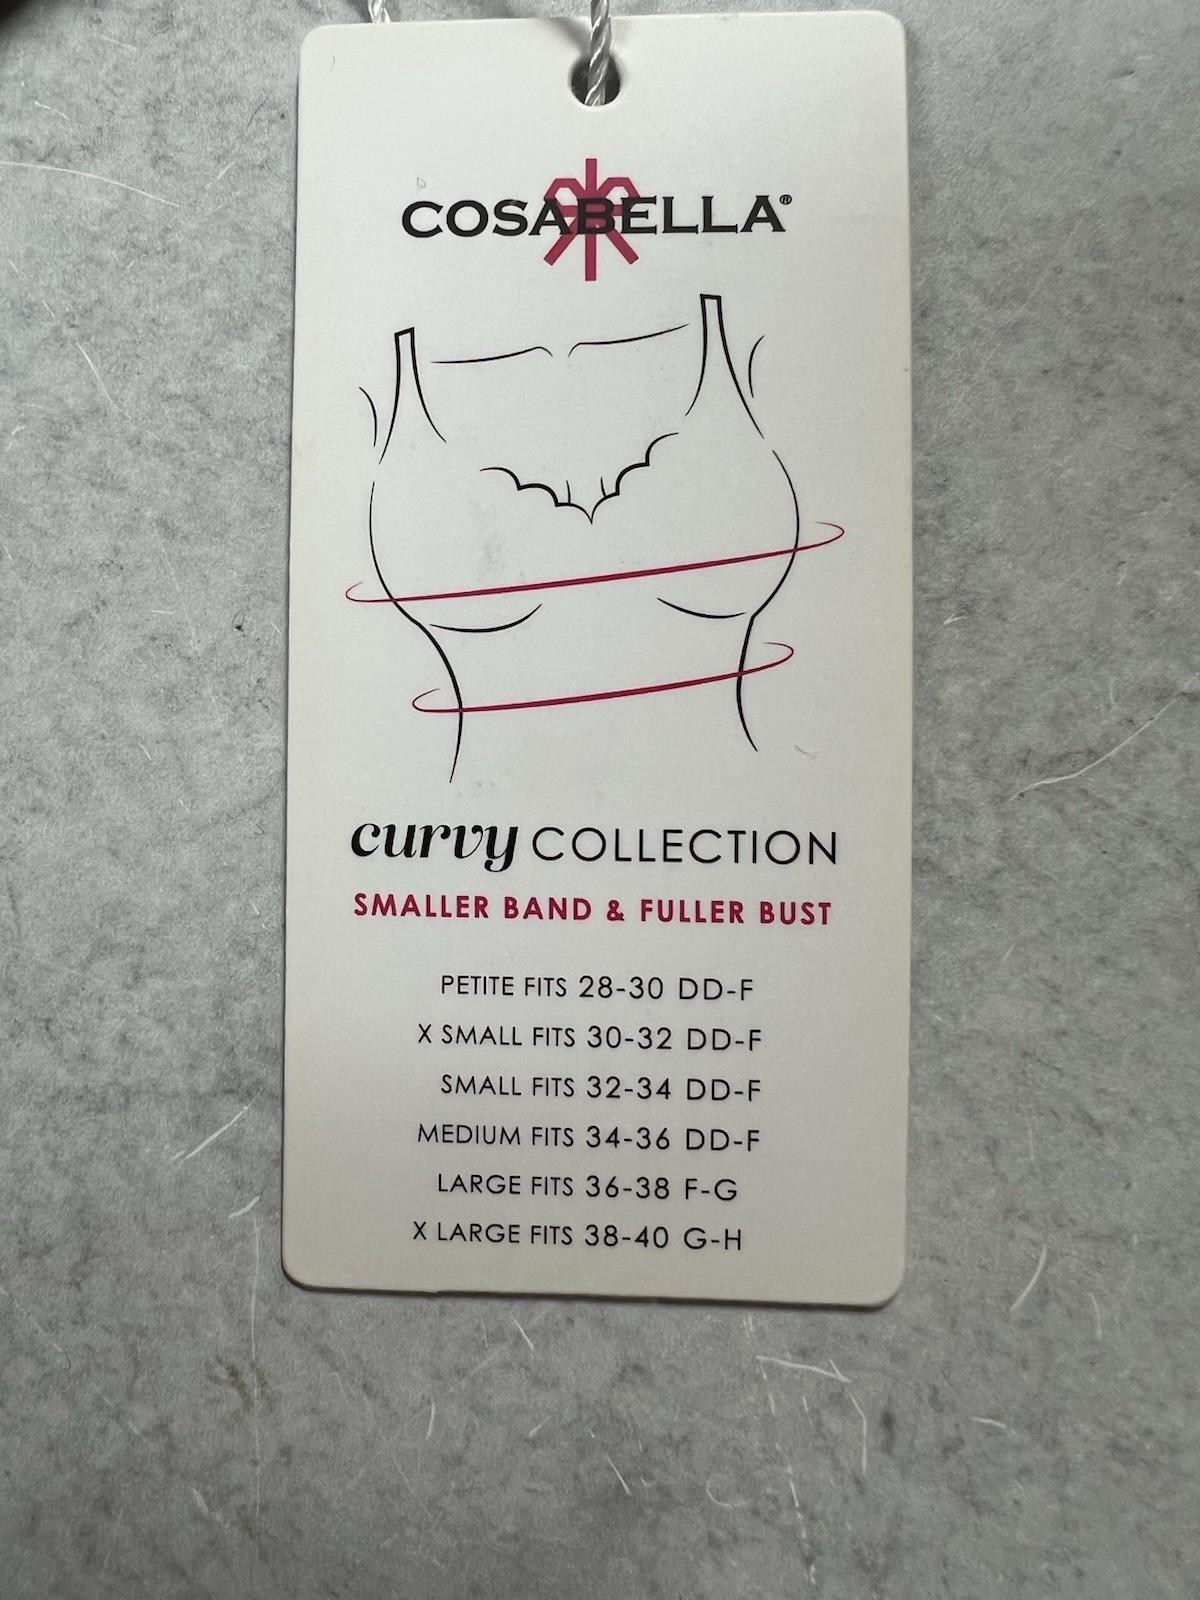 COSABELLA®
curvy COLLECTION
SMALLER BAND & FULLER BUST
PETITE FITS 28-30 DD-F
X SMALL FITS 30-32 DD-F
SMALL FITS 32-34 DD-F
MEDIUM FITS 34-36 DD-F
LARGE FITS 36-38 F-G
X LARGE FITS 38-40 G-H